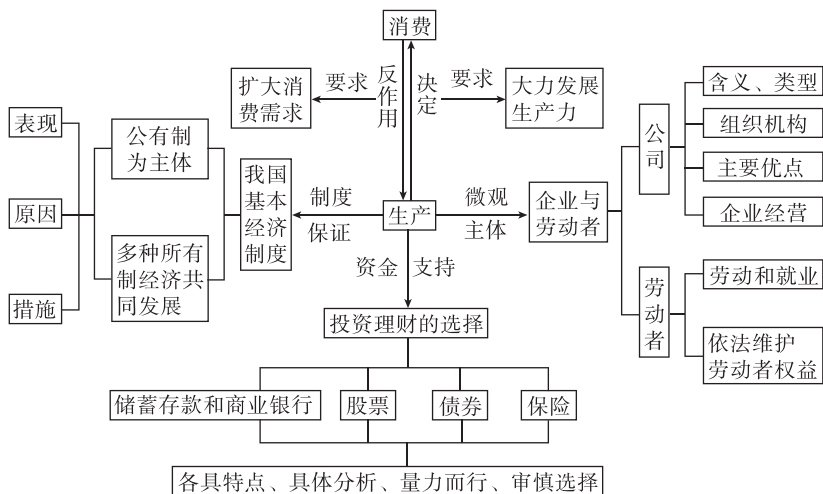 消费
扩大消
费需求
要求
反作用
决定
要求
大力发展
生产力
表现
原因
措施
公有制
为主体
多种所有
制经济共
同发展
我国
基本
经济
制度
制度
保证
生产
微观
主体
企业与
劳动者
公司
含义、类型
组织机构
主要优点
企业经营
劳动者
劳动和就业
依法维护
劳动者权益
资金 支持
投资理财的选择
储蓄存款和商业银行
股票
债券
保险
各具特点、具体分析、量力而行、审慎选择